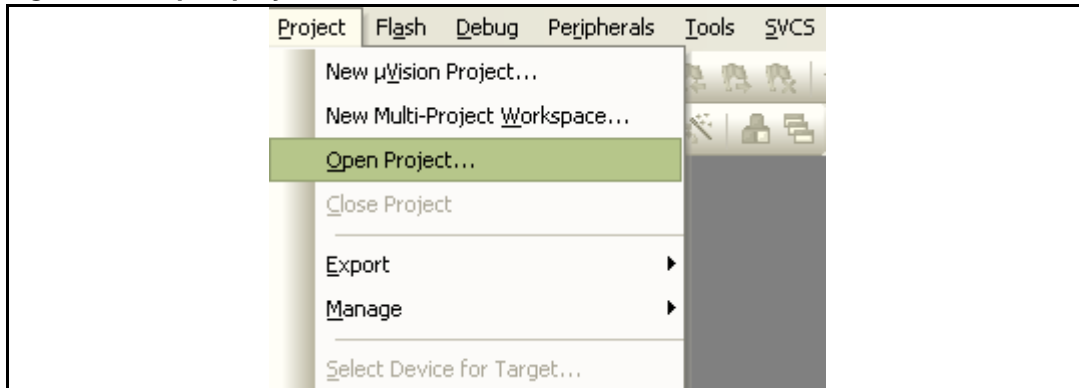 Project Flash Debug Peripherals Tools SVCS
New µVision Project...
New Multi-Project Workspace...
Open Project...
Close Project
Export
Manage
Select Device for Target...